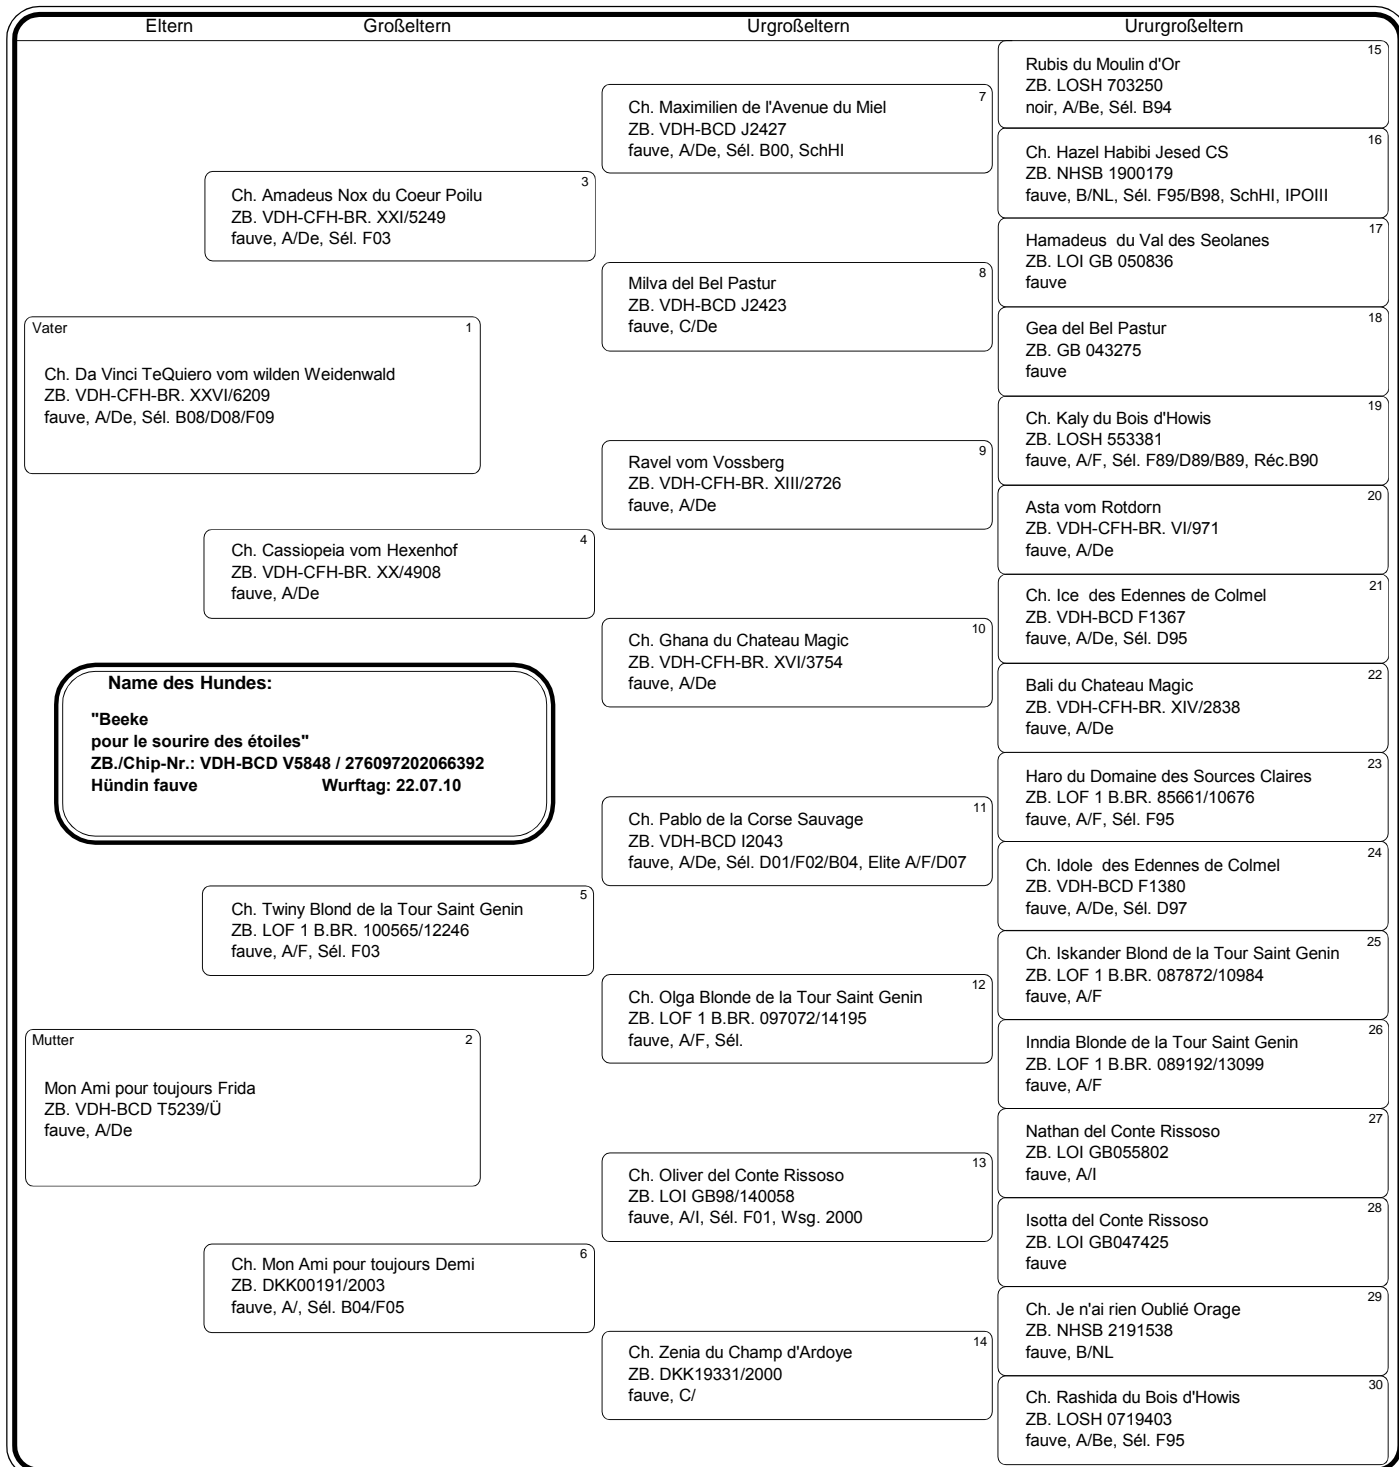 Eltern Großeltern Urgroßeltern Ururgroßeltern
Vater 1
Ch. Da Vinci TeQuiero vom wilden Weidenwald
ZB. VDH-CFH-BR. XXVI/6209
fauve, A/De, Sél. B08/D08/F09
Name des Hundes:
"Beeke
pour le sourire des étoiles"
ZB./Chip-Nr.: VDH-BCD V5848 / 276097202066392
Hündin fauve Wurftag: 22.07.10
Mutter 2
Mon Ami pour toujours Frida
ZB. VDH-BCD T5239/Ü
fauve, A/De
3
Ch. Amadeus Nox du Coeur Poilu
ZB. VDH-CFH-BR. XXI/5249
fauve, A/De, Sél. F03
4
Ch. Cassiopeia vom Hexenhof
ZB. VDH-CFH-BR. XX/4908
fauve, A/De
5
Ch. Twiny Blond de la Tour Saint Genin
ZB. LOF 1 B.BR. 100565/12246
fauve, A/F, Sél. F03
6
Ch. Mon Ami pour toujours Demi
ZB. DKK00191/2003
fauve, A/, Sél. B04/F05
7
Ch. Maximilien de l'Avenue du Miel
ZB. VDH-BCD J2427
fauve, A/De, Sél. B00, SchHI
8
Milva del Bel Pastur
ZB. VDH-BCD J2423
fauve, C/De
9
Ravel vom Vossberg
ZB. VDH-CFH-BR. XIII/2726
fauve, A/De
10
Ch. Ghana du Chateau Magic
ZB. VDH-CFH-BR. XVI/3754
fauve, A/De
11
Ch. Pablo de la Corse Sauvage
ZB. VDH-BCD I2043
fauve, A/De, Sél. D01/F02/B04, Elite A/F/D07
12
Ch. Olga Blonde de la Tour Saint Genin
ZB. LOF 1 B.BR. 097072/14195
fauve, A/F, Sél.
13
Ch. Oliver del Conte Rissoso
ZB. LOI GB98/140058
fauve, A/I, Sél. F01, Wsg. 2000
14
Ch. Zenia du Champ d'Ardoye
ZB. DKK19331/2000
fauve, C/
15
Rubis du Moulin d'Or
ZB. LOSH 703250
noir, A/Be, Sél. B94
16
Ch. Hazel Habibi Jesed CS
ZB. NHSB 1900179
fauve, B/NL, Sél. F95/B98, SchHI, IPOIII
17
Hamadeus du Val des Seolanes
ZB. LOI GB 050836
fauve
18
Gea del Bel Pastur
ZB. GB 043275
fauve
19
Ch. Kaly du Bois d'Howis
ZB. LOSH 553381
fauve, A/F, Sél. F89/D89/B89, Réc.B90
20
Asta vom Rotdorn
ZB. VDH-CFH-BR. VI/971
fauve, A/De
21
Ch. Ice des Edennes de Colmel
ZB. VDH-BCD F1367
fauve, A/De, Sél. D95
22
Bali du Chateau Magic
ZB. VDH-CFH-BR. XIV/2838
fauve, A/De
23
Haro du Domaine des Sources Claires
ZB. LOF 1 B.BR. 85661/10676
fauve, A/F, Sél. F95
24
Ch. Idole des Edennes de Colmel
ZB. VDH-BCD F1380
fauve, A/De, Sél. D97
25
Ch. Iskander Blond de la Tour Saint Genin
ZB. LOF 1 B.BR. 087872/10984
fauve, A/F
26
Inndia Blonde de la Tour Saint Genin
ZB. LOF 1 B.BR. 089192/13099
fauve, A/F
27
Nathan del Conte Rissoso
ZB. LOI GB055802
fauve, A/I
28
Isotta del Conte Rissoso
ZB. LOI GB047425
fauve
29
Ch. Je n'ai rien Oublié Orage
ZB. NHSB 2191538
fauve, B/NL
30
Ch. Rashida du Bois d'Howis
ZB. LOSH 0719403
fauve, A/Be, Sél. F95